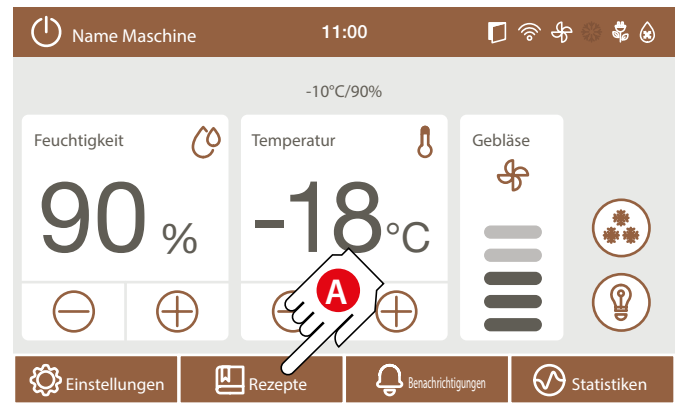 Name Maschine
11:00
-10°C/90%
Feuchtigkeit
Temperatur
Gebläse
90 %
-18°C
A
Einstellungen
Rezepte
Benachrichtigungen
Statistiken